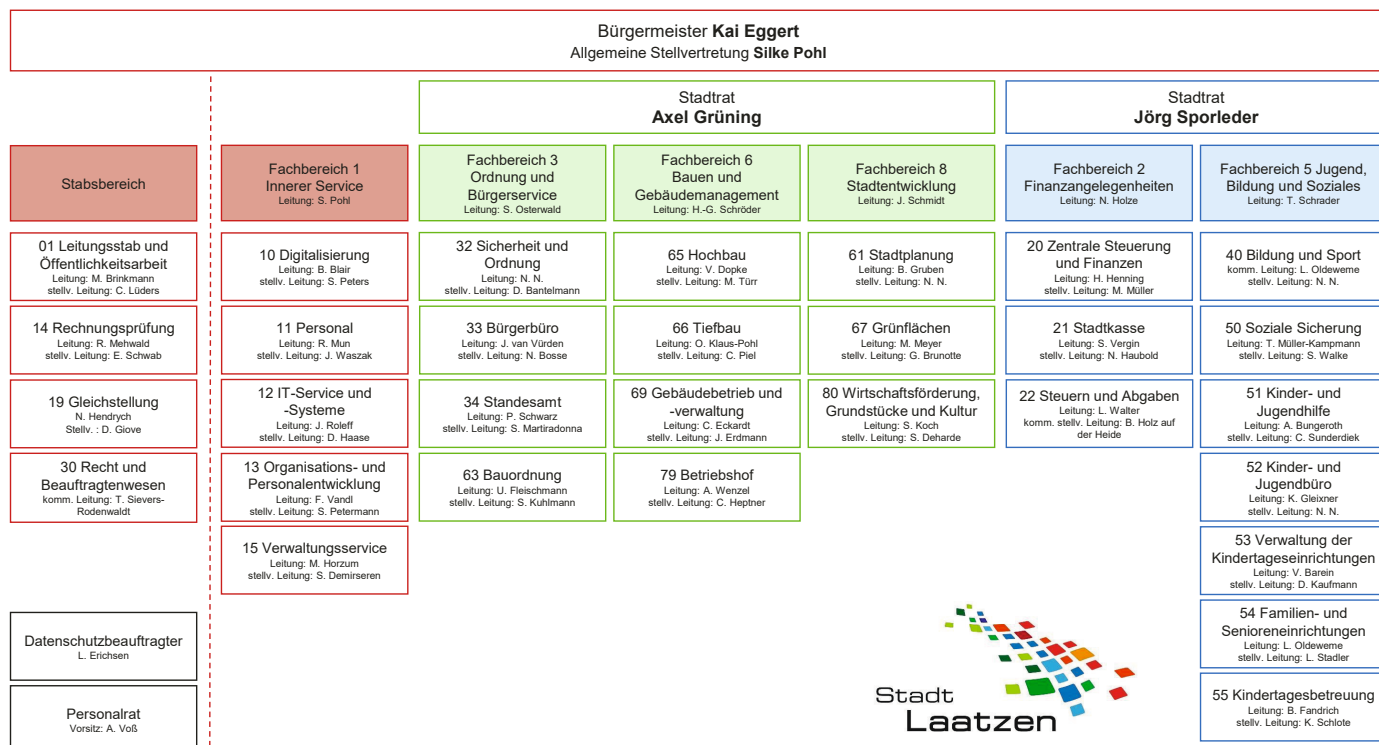 Bürgermeister Kai Eggert
Allgemeine Stellvertretung Silke Pohl
Stadtrat
Axel Grüning
Stadtrat
Jörg Sporleder
Stabsbereich
Fachbereich 1
Innerer Service
Leitung: S. Pohl
Fachbereich 3
Ordnung und
Bürgerservice
Leitung: S. Osterwald
Fachbereich 6
Bauen und
Gebäudemanagement
Leitung: H.-G. Schröder
Fachbereich 8
Stadtentwicklung
Leitung: J. Schmidt
Fachbereich 2
Finanzangelegenheiten
Leitung: N. Holze
Fachbereich 5 Jugend,
Bildung und Soziales
Leitung: T. Schrader
01 Leitungsstab und
Öffentlichkeitsarbeit
Leitung: M. Brinkmann
stellv. Leitung: C. Lüders
10 Digitalisierung
Leitung: B. Blair
stellv. Leitung: S. Peters
32 Sicherheit und
Ordnung
Leitung: N. N.
stellv. Leitung: D. Bantelmann
65 Hochbau
Leitung: V. Dopke
stellv. Leitung: M. Türr
61 Stadtplanung
Leitung: B. Gruben
stellv. Leitung: N. N.
20 Zentrale Steuerung
und Finanzen
Leitung: H. Henning
stellv. Leitung: M. Müller
40 Bildung und Sport
komm. Leitung: L. Oldeweme
stellv. Leitung: N. N.
14 Rechnungsprüfung
Leitung: R. Mehwald
stellv. Leitung: E. Schwab
11 Personal
Leitung: R. Mun
stellv. Leitung: J. Waszak
33 Bürgerbüro
Leitung: J. van Vürden
stellv. Leitung: N. Bosse
66 Tiefbau
Leitung: O. Klaus-Pohl
stellv. Leitung: C. Piel
67 Grünflächen
Leitung: M. Meyer
stellv. Leitung: G. Brunotte
21 Stadtkasse
Leitung: S. Vergin
stellv. Leitung: N. Haubold
50 Soziale Sicherung
Leitung: T. Müller-Kampmann
stellv. Leitung: S. Walke
19 Gleichstellung
N. Hendrych
Stellv. : D. Giove
12 IT-Service und
-Systeme
Leitung: J. Roleff
stellv. Leitung: D. Haase
34 Standesamt
Leitung: P. Schwarz
stellv. Leitung: S. Martiradonna
69 Gebäudebetrieb und
-verwaltung
Leitung: C. Eckardt
stellv. Leitung: J. Erdmann
80 Wirtschaftsförderung,
Grundstücke und Kultur
Leitung: S. Koch
stellv. Leitung: S. Deharde
22 Steuern und Abgaben
Leitung: L. Walter
komm. stellv. Leitung: B. Holz auf
der Heide
51 Kinder- und
Jugendhilfe
Leitung: A. Bungeroth
stellv. Leitung: C. Sunderdiek
30 Recht und
Beauftragtenwesen
komm. Leitung: T. Sievers-
Rodenwaldt
13 Organisations- und
Personalentwicklung
Leitung: F. Vandl
stellv. Leitung: S. Petermann
63 Bauordnung
Leitung: U. Fleischmann
stellv. Leitung: S. Kuhlmann
79 Betriebshof
Leitung: A. Wenzel
stellv. Leitung: C. Heptner
52 Kinder- und
Jugendbüro
Leitung: K. Gleixner
stellv. Leitung: N. N.
15 Verwaltungsservice
Leitung: M. Horzum
stellv. Leitung: S. Demirseren
53 Verwaltung der
Kindertageseinrichtungen
Leitung: V. Barein
stellv. Leitung: D. Kaufmann
Datenschutzbeauftragter
L. Erichsen
54 Familien- und
Senioreneinrichtungen
Leitung: L. Oldeweme
stellv. Leitung: L. Stadler
Personalrat
Vorsitz: A. Voß
Stadt
Laatzen
55 Kindertagesbetreuung
Leitung: B. Fandrich
stellv. Leitung: K. Schlote